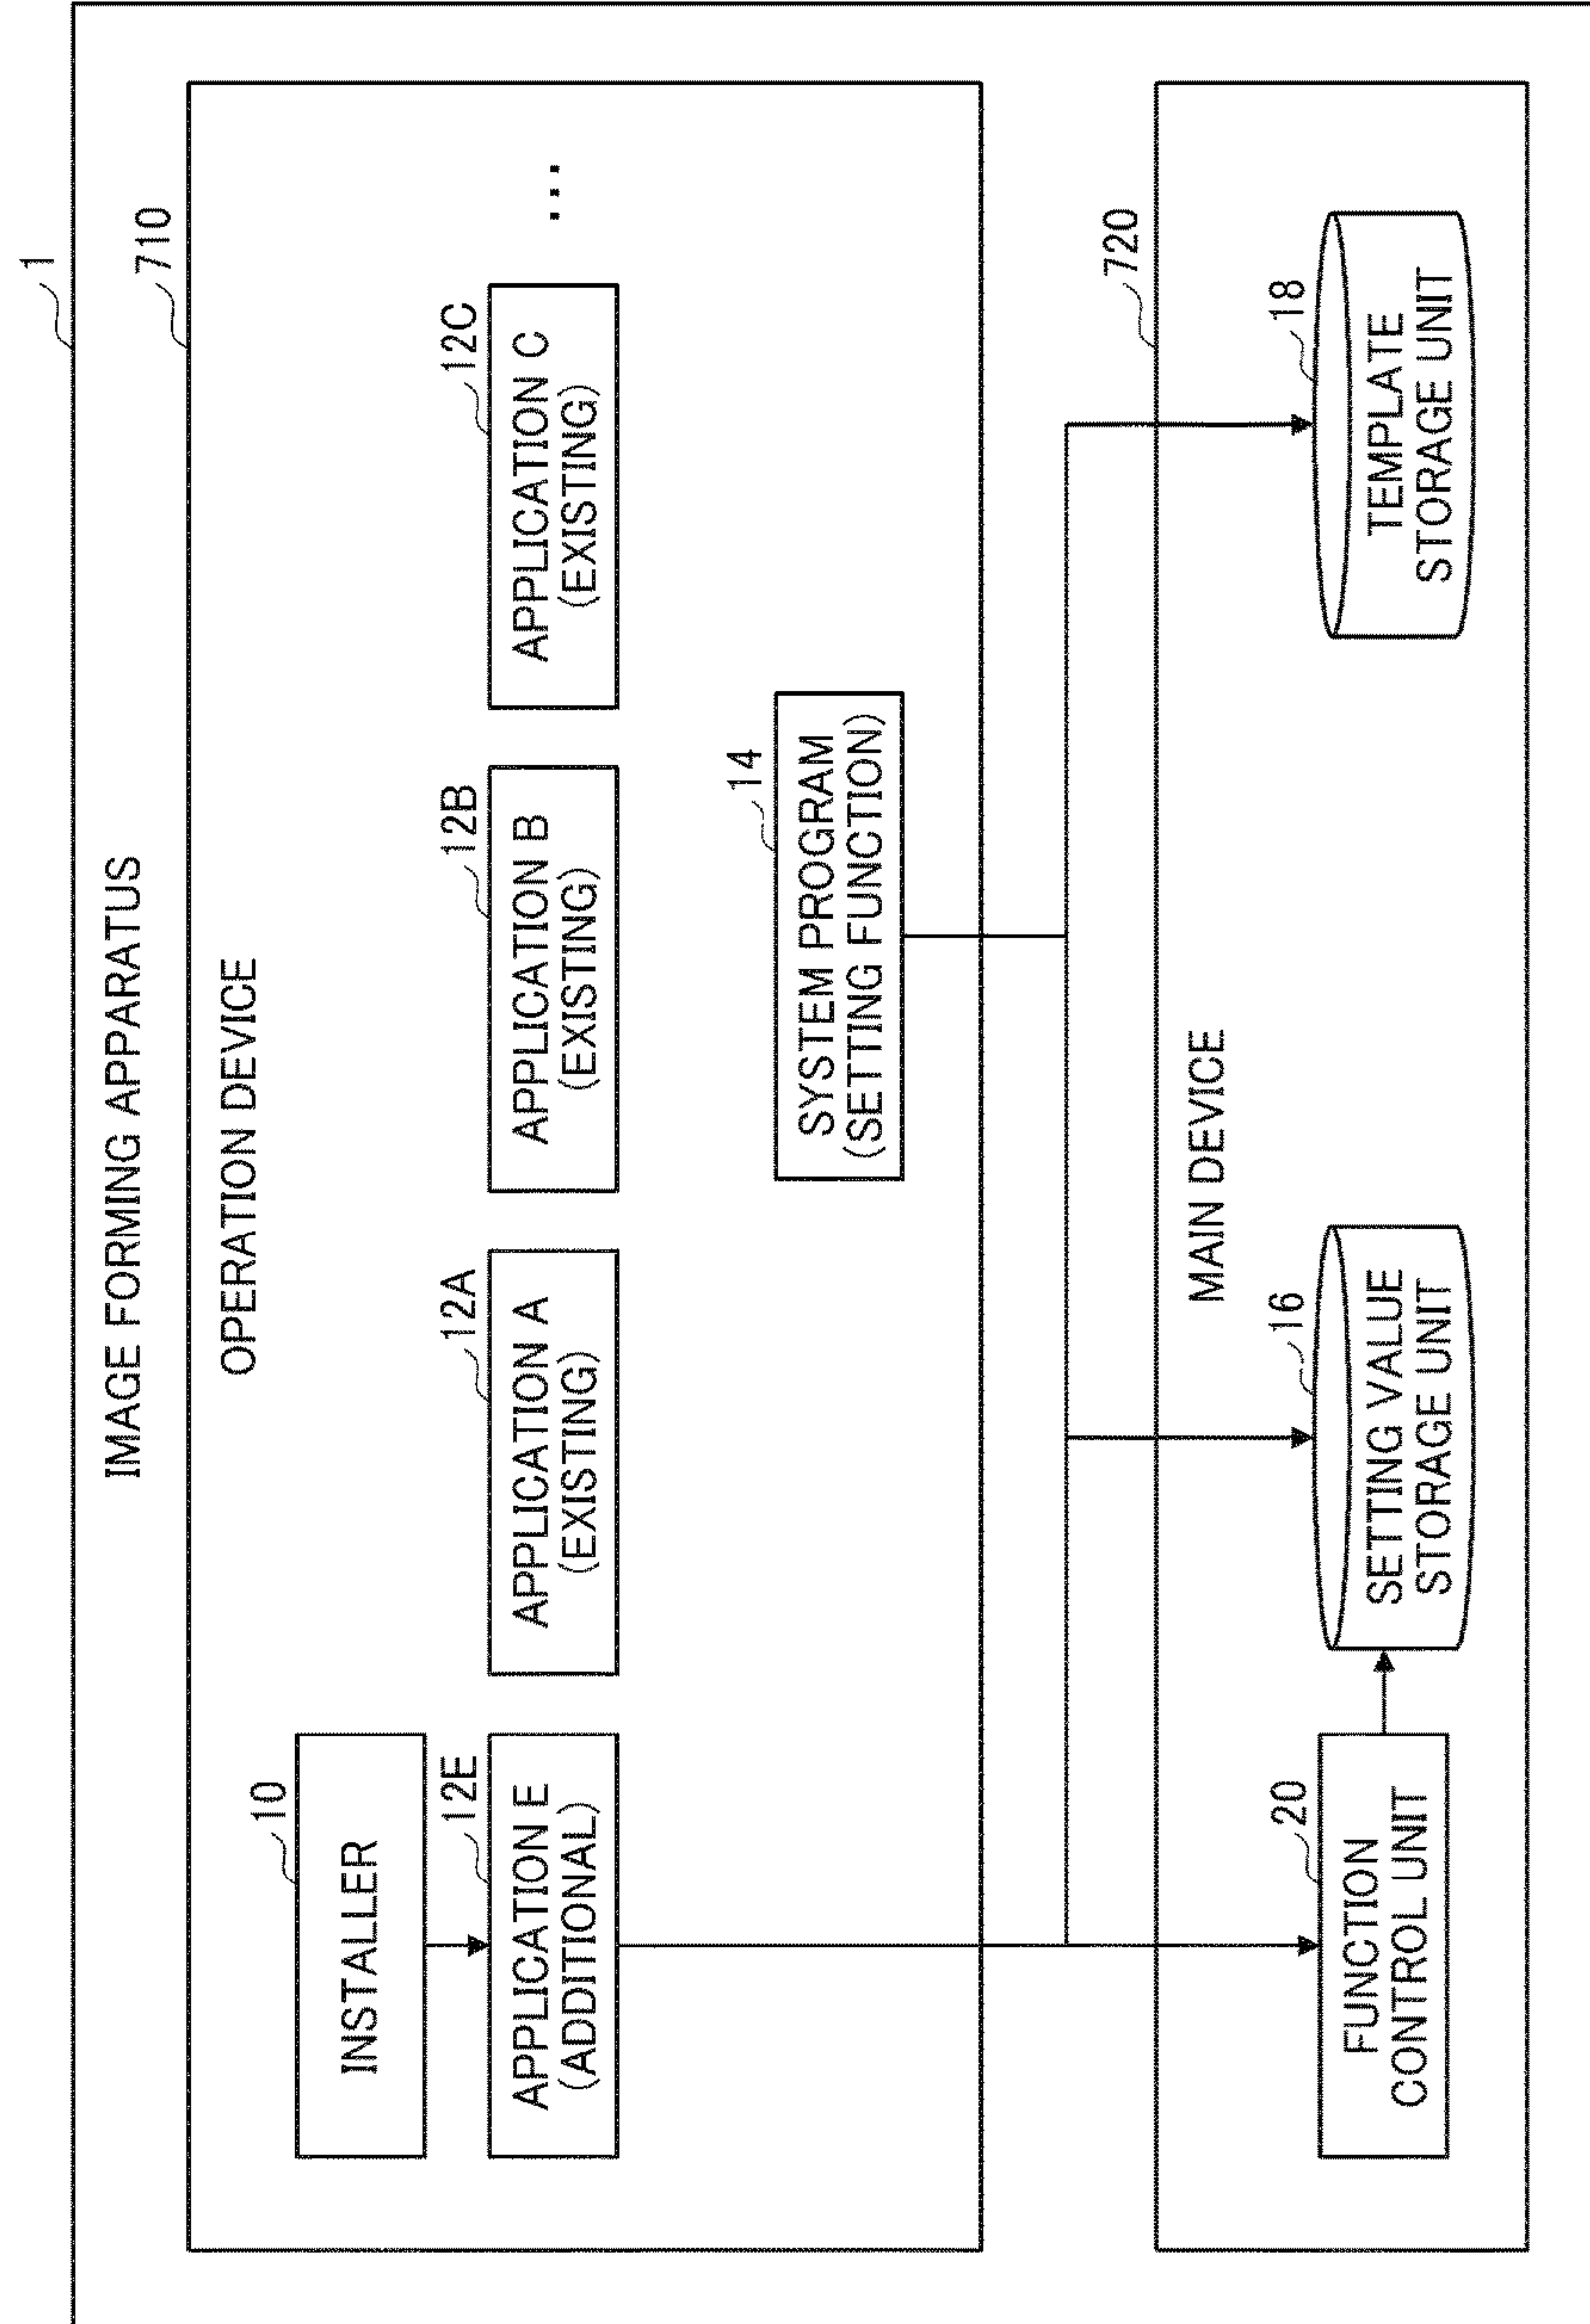 1
IMAGE FORMING APPARATUS
710
OPERATION DEVICE
10
INSTALLER
12E
APPLICATION E
(ADDITIONAL)
12A
APPLICATION A
(EXISTING)
12B
APPLICATION B
(EXISTING)
12C
APPLICATION C
(EXISTING)
...
14
SYSTEM PROGRAM
(SETTING FUNCTION)
720
MAIN DEVICE
20
FUNCTION
CONTROL UNIT
16
SETTING VALUE
STORAGE UNIT
18
TEMPLATE
STORAGE UNIT